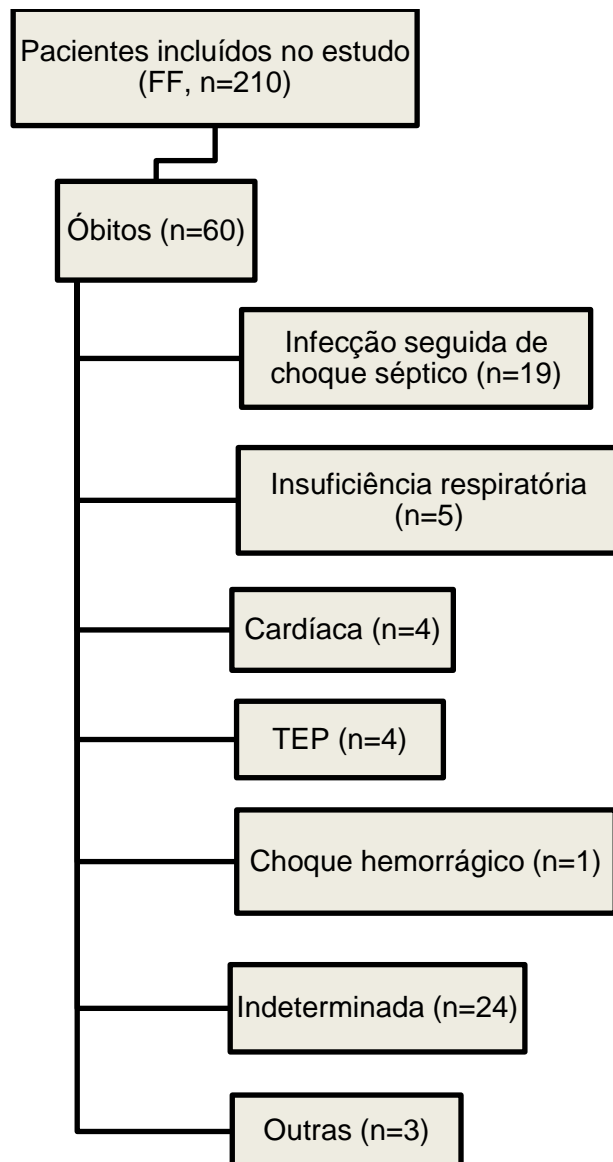 Pacientes incluídos no estudo
(FF, n=210)
Óbitos (n=60)
Infecção seguida de
choque séptico (n=19)
Insuficiência respiratória
(n=5)
Cardíaca (n=4)
TEP (n=4)
Choque hemorrágico (n=1)
Indeterminada (n=24)
Outras (n=3)